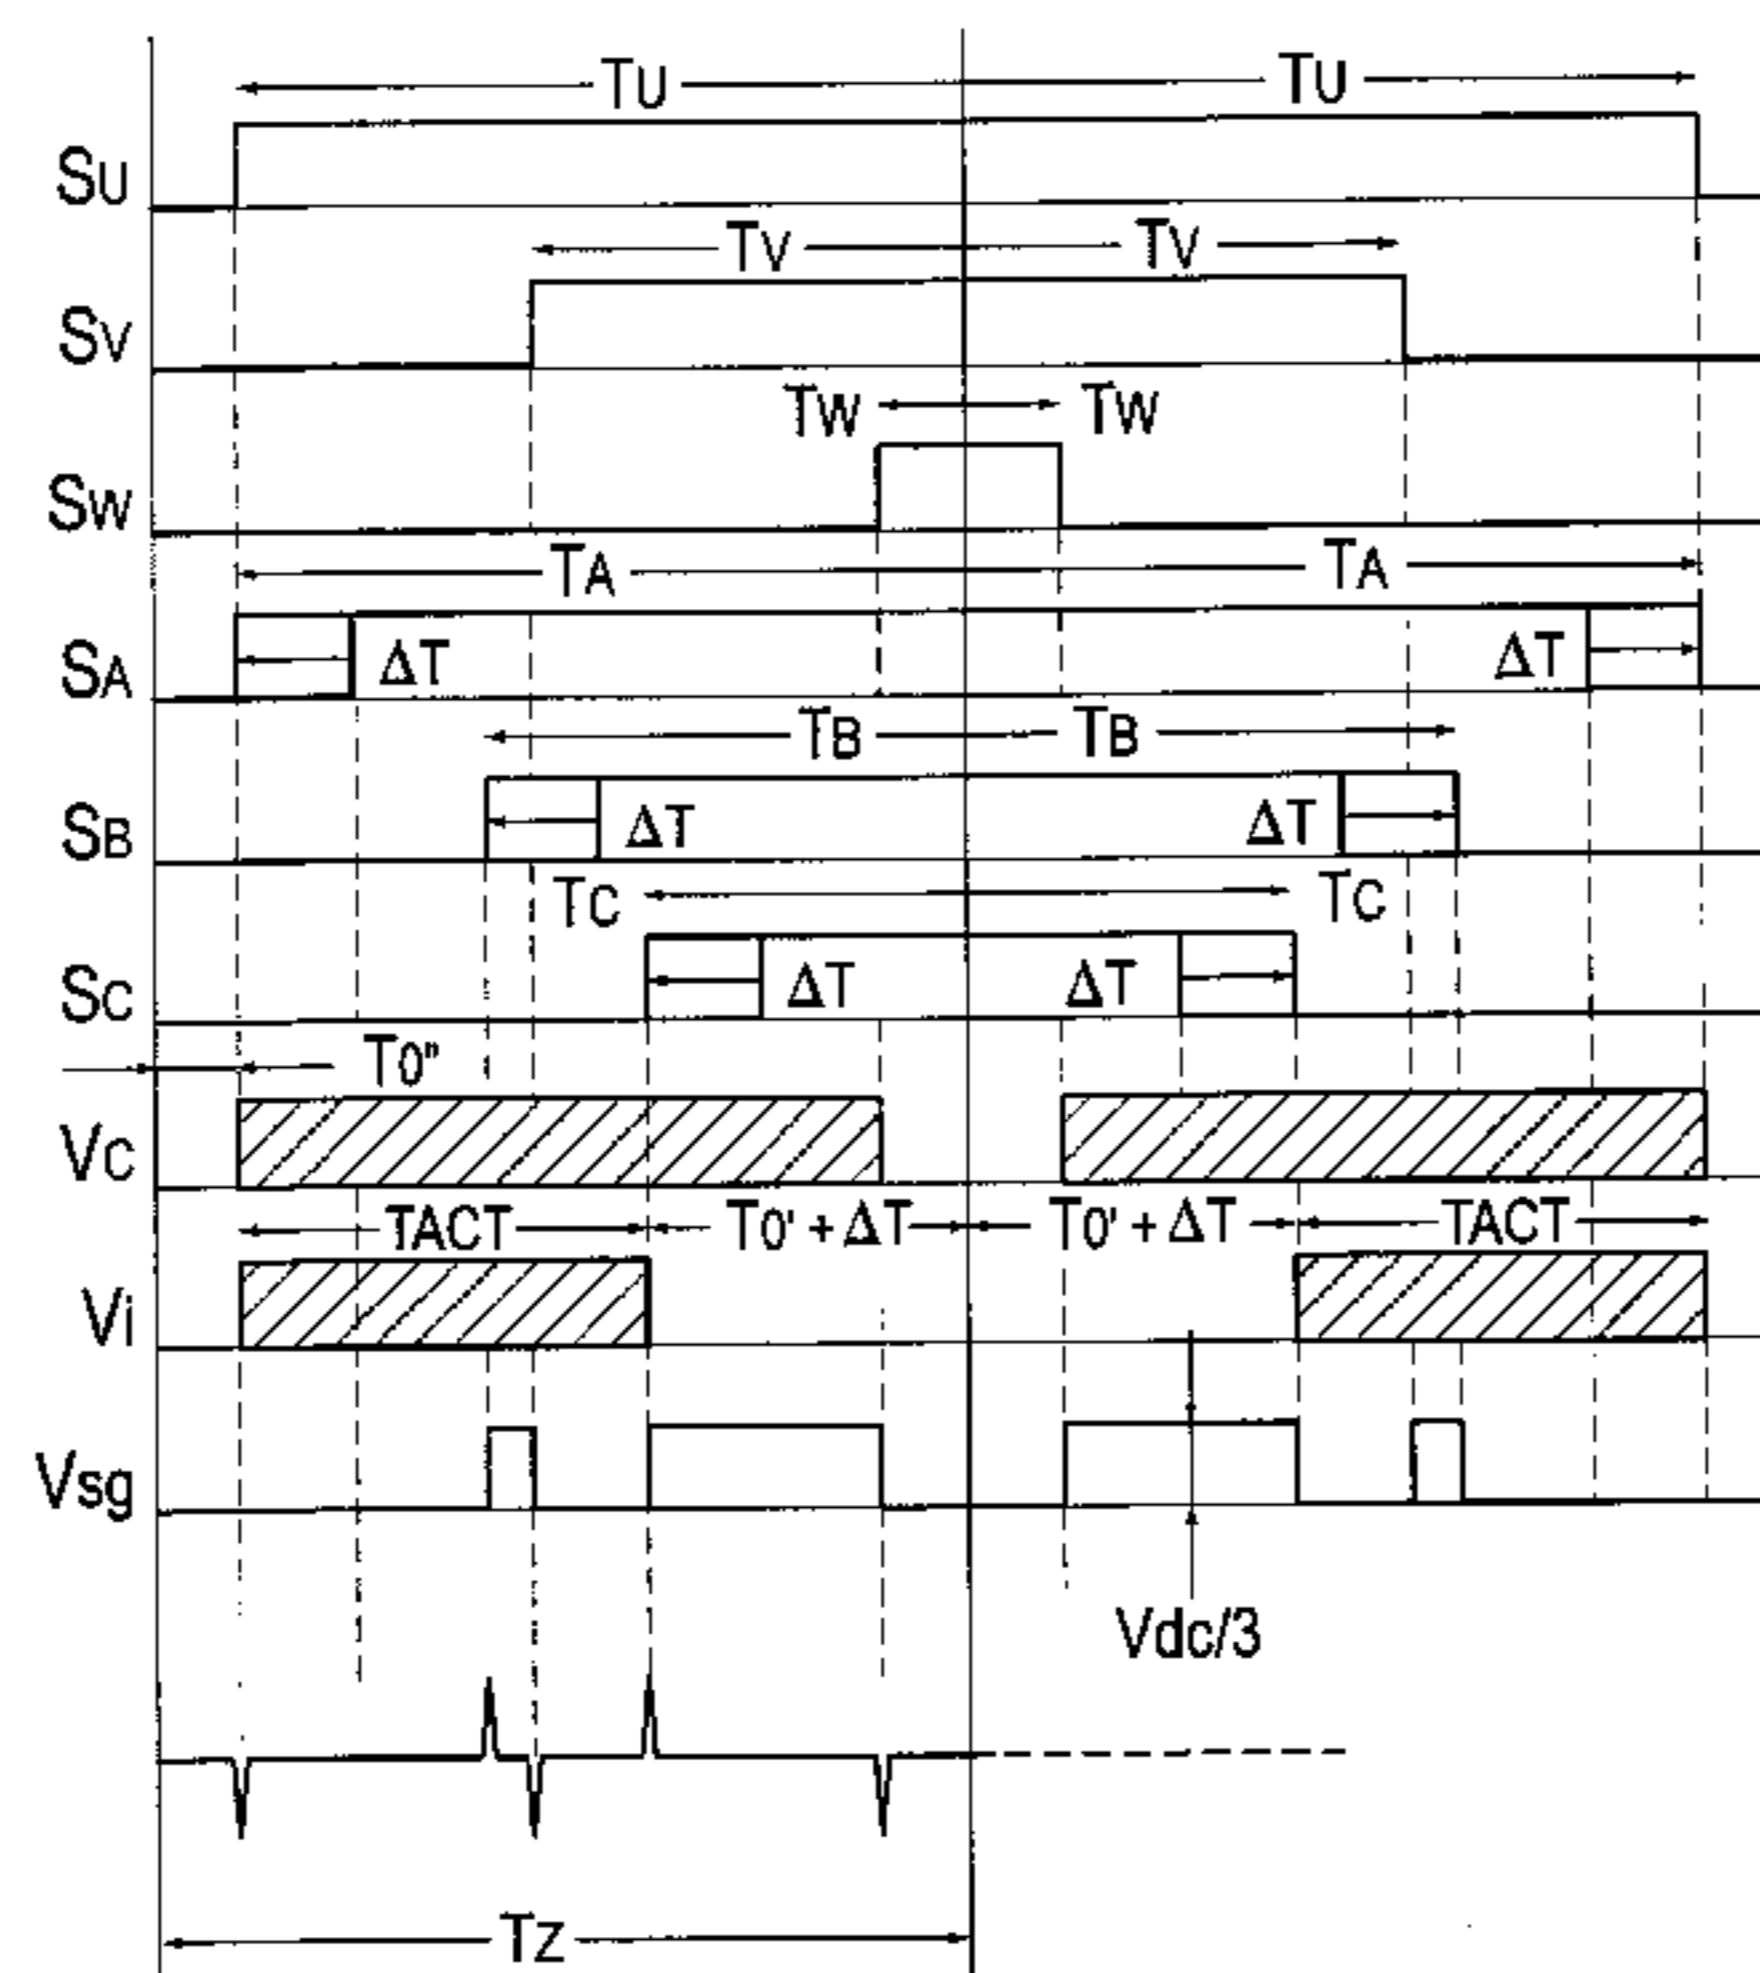 TU TU
SU
TV TV
SV
TW TW
SW
TA TA
SA ΔT ΔT
TB TB
SB ΔT ΔT
TC TC
SC ΔT ΔT
T0"
VC
TACT T0' + ΔT T0' + ΔT TACT
Vi
Vsg
Vdc/3
TZ